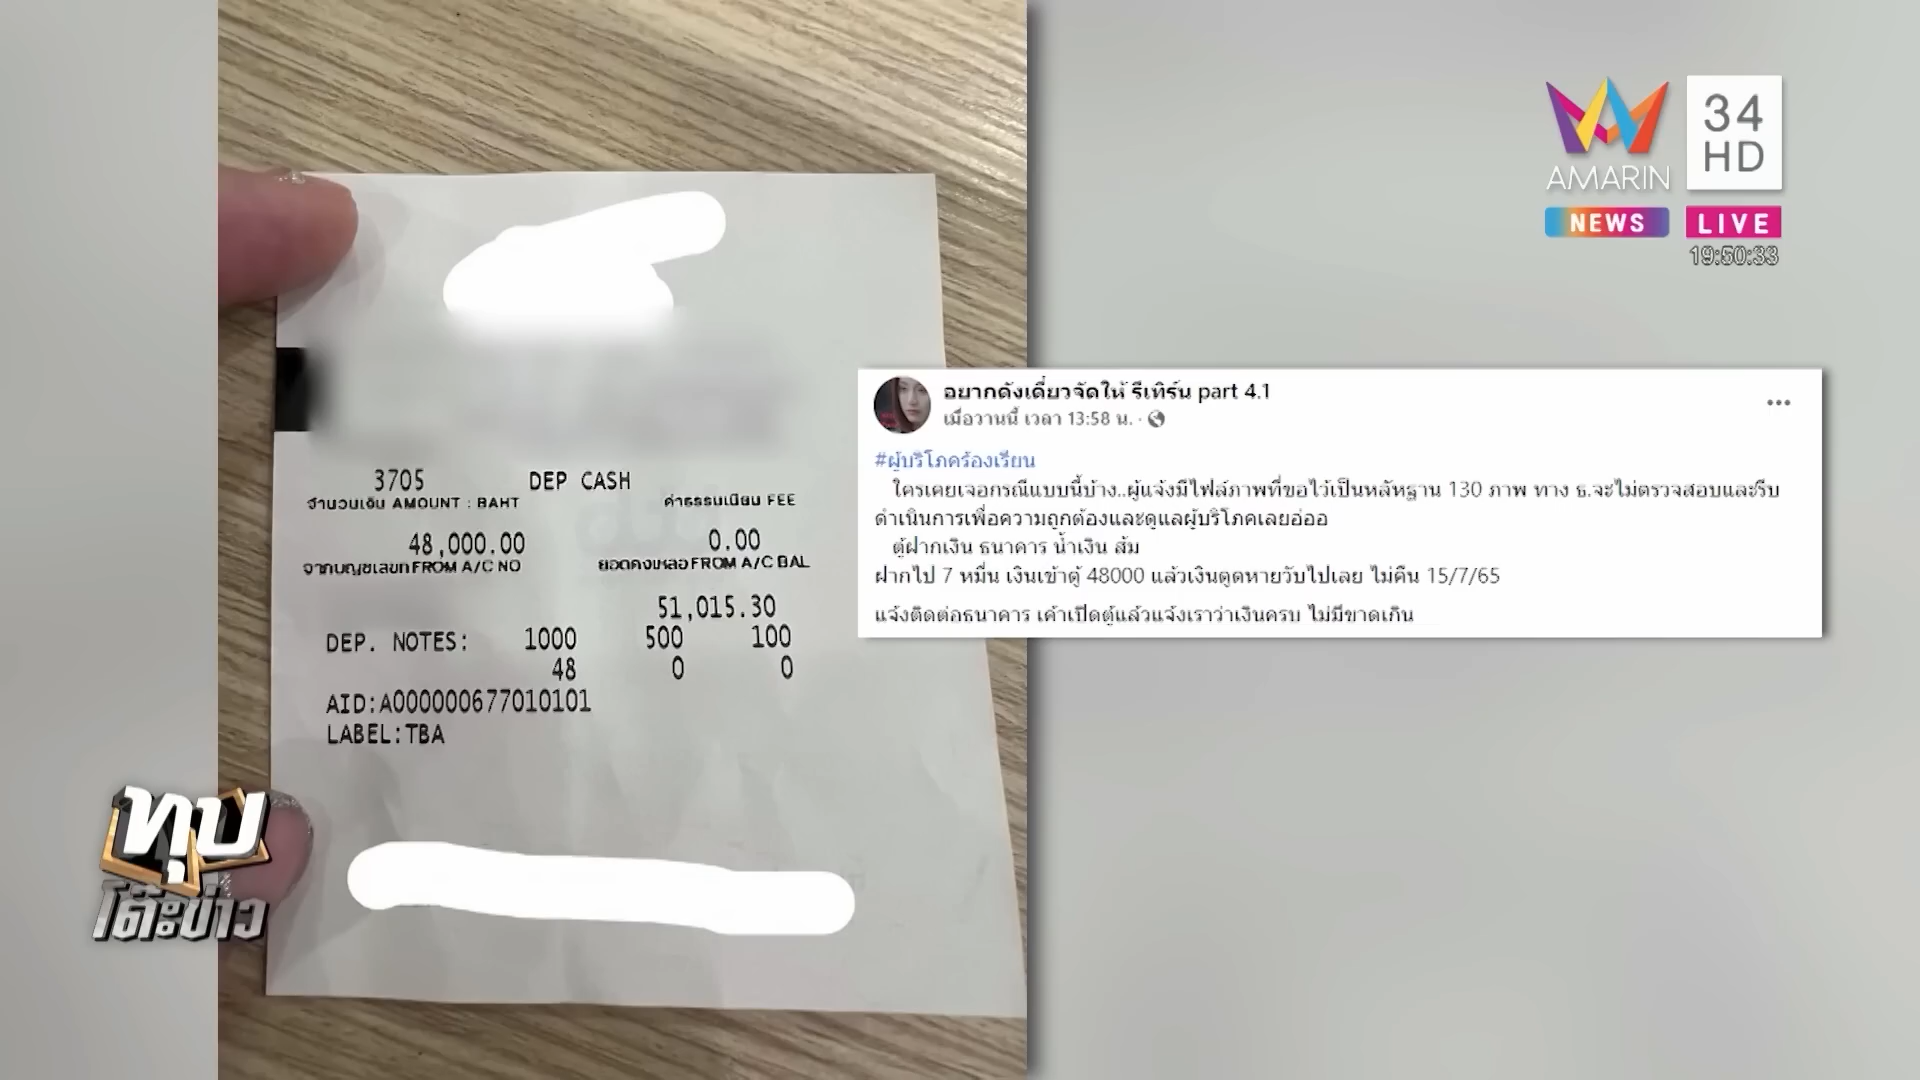 AMARIN
34
HD
NEWS
LIVE
19:50:33
3705 DEP CASH
จำนวนเงิน AMOUNT : BAHT ค่าธรรมเนียม FEE
48,000.00 0.00
จากบัญชีเลขที่ FROM A/C NO ยอดคงเหลือ FROM A/C BAL
51,015.30
DEP. NOTES: 1000 500 100
48 0 0
AID:A000000677010101
LABEL:TBA
อยากดังเดี๋ยวจัดให้ รีเทิร์น part 4.1
เมื่อวานนี้ เวลา 13:58 น.
#ผู้บริโภคร้องเรียน
ใครเคยเจอกรณีแบบนี้บ้าง..ผู้แจ้งมีไฟล์ภาพที่ขอไว้เป็นหลัหฐาน 130 ภาพ ทาง ธ.จะไม่ตรวจสอบและรีบ
ดำเนินการเพื่อความถูกต้องและดูแลผู้บริโภคเลยอ่ออ
ตู้ฝากเงิน ธนาคาร น้ำเงิน ส้ม
ฝากไป 7 หมื่น เงินเข้าตู้ 48000 แล้วเงินดูดหายวับไปเลย ไม่คืน 15/7/65
แจ้งติดต่อธนาคาร เค้าเปิดตู้แล้วแจ้งเราว่าเงินครบ ไม่มีขาดเกิน
ทุบ
โต๊ะข่าว